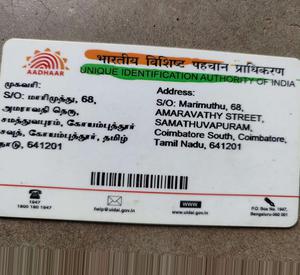 भारतीय विशिष्ट पहचान प्राधिकरण
UNIQUE IDENTIFICATION AUTHORITY OF INDIA
AADHAAR
முகவரி:
S/O: மாரிமுத்து, 68,
அமராவதி தெரு,
சமத்துவபுரம், கோயம்புத்தூர்
சவுத், கோயம்புத்தூர், தமிழ்
நாடு, 641201
Address:
S/O: Marimuthu, 68,
AMARAVATHY STREET,
SAMATHUVAPURAM,
Coimbatore South, Coimbatore,
Tamil Nadu, 641201
1947
1800 180 1947
help@uidai.gov.in
WWW
www.uidai.gov.in
P.O. Box No. 1947,
Bengaluru-560 001